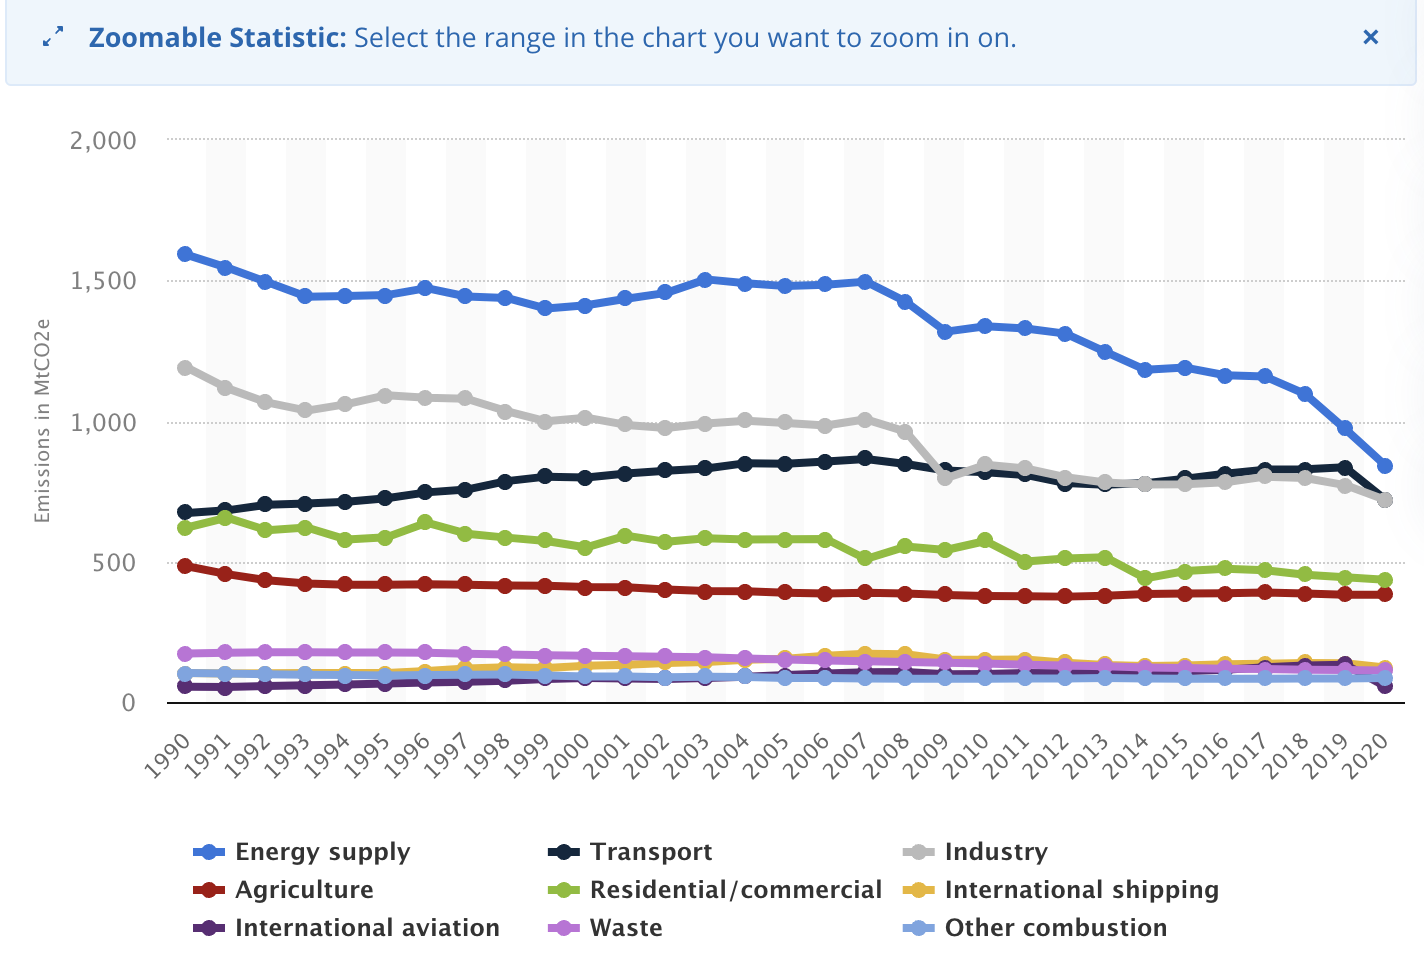 Zoomable Statistic: Select the range in the chart you want to zoom in on. ×
2,000
1,500
1,000
500
0
Emissions in MtCO2e
1990 1991 1992 1993 1994 1995 1996 1997 1998 1999 2000 2001 2002 2003 2004 2005 2006 2007 2008 2009 2010 2011 2012 2013 2014 2015 2016 2017 2018 2019 2020
Energy supply Transport Industry
Agriculture Residential/commercial International shipping
International aviation Waste Other combustion